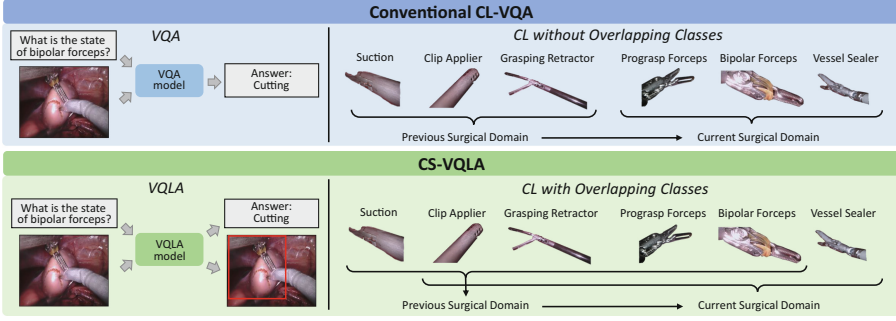 Conventional CL-VQA
VQA
What is the state
of bipolar forceps?
VQA
model
Answer:
Cutting
CL without Overlapping Classes
Suction
Clip Applier
Grasping Retractor
Prograsp Forceps
Bipolar Forceps
Vessel Sealer
Previous Surgical Domain
Current Surgical Domain
CS-VQLA
VQLA
What is the state
of bipolar forceps?
VQLA
model
Answer:
Cutting
CL with Overlapping Classes
Suction
Clip Applier
Grasping Retractor
Prograsp Forceps
Bipolar Forceps
Vessel Sealer
Previous Surgical Domain
Current Surgical Domain